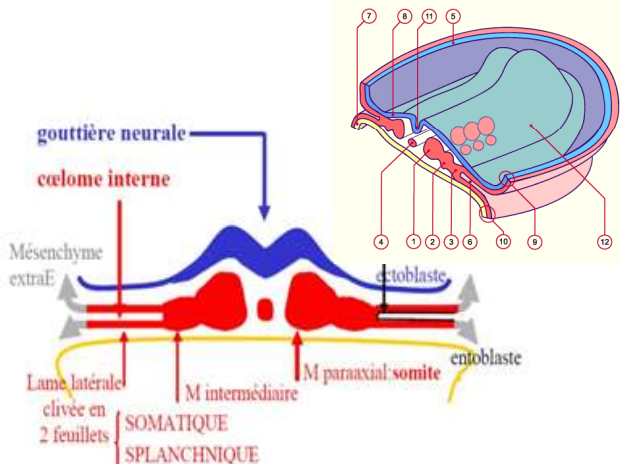 7
8
11
5
gouttière neurale
cœlome interne
4
1
2
3
6
10
9
12
Mésenchyme
extraE
ectoblaste
entoblaste
Lame latérale
clivée en
2 feuillets
M intermédiaire
M paraaxial:somite
SOMATIQUE
SPLANCHNIQUE